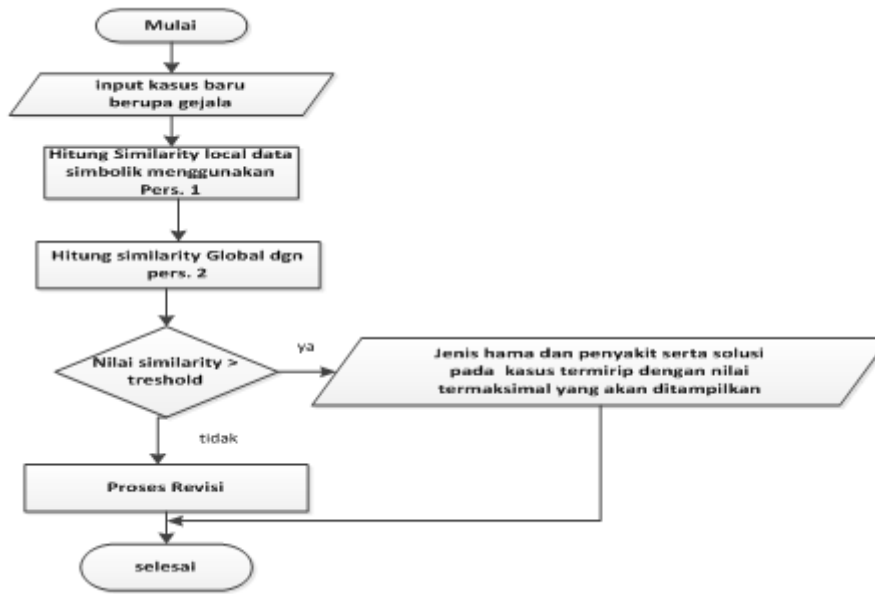 Mulai
input kasus baru
berupa gejala
Hitung Similarity local data
simbolik menggunakan
Pers. 1
Hitung similarity Global dgn
pers. 2
Nilai similarity >
treshold
ya
Jenis hama dan penyakit serta solusi
pada kasus termirip dengan nilai
termaksimal yang akan ditampilkan
tidak
Proses Revisi
selesai